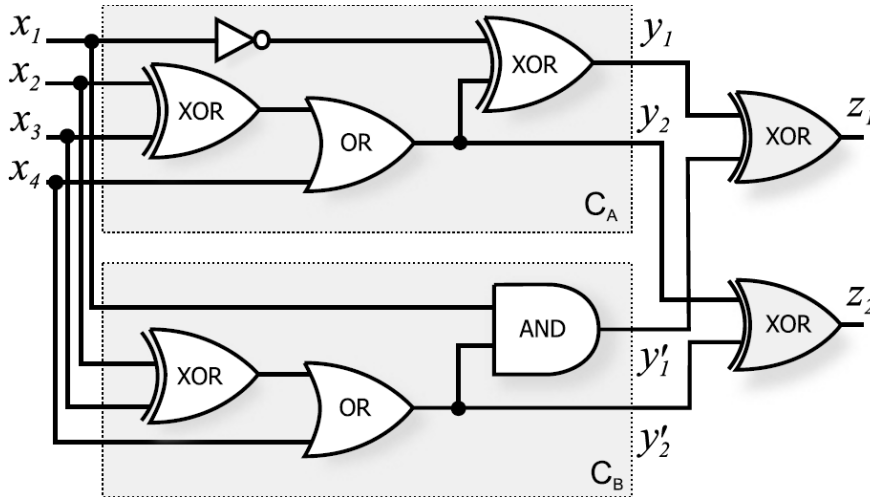 x1
x2
x3
x4
XOR
OR
XOR
y1
y2
CA
XOR
z1
XOR
OR
AND
y′1
y′2
CB
XOR
z2